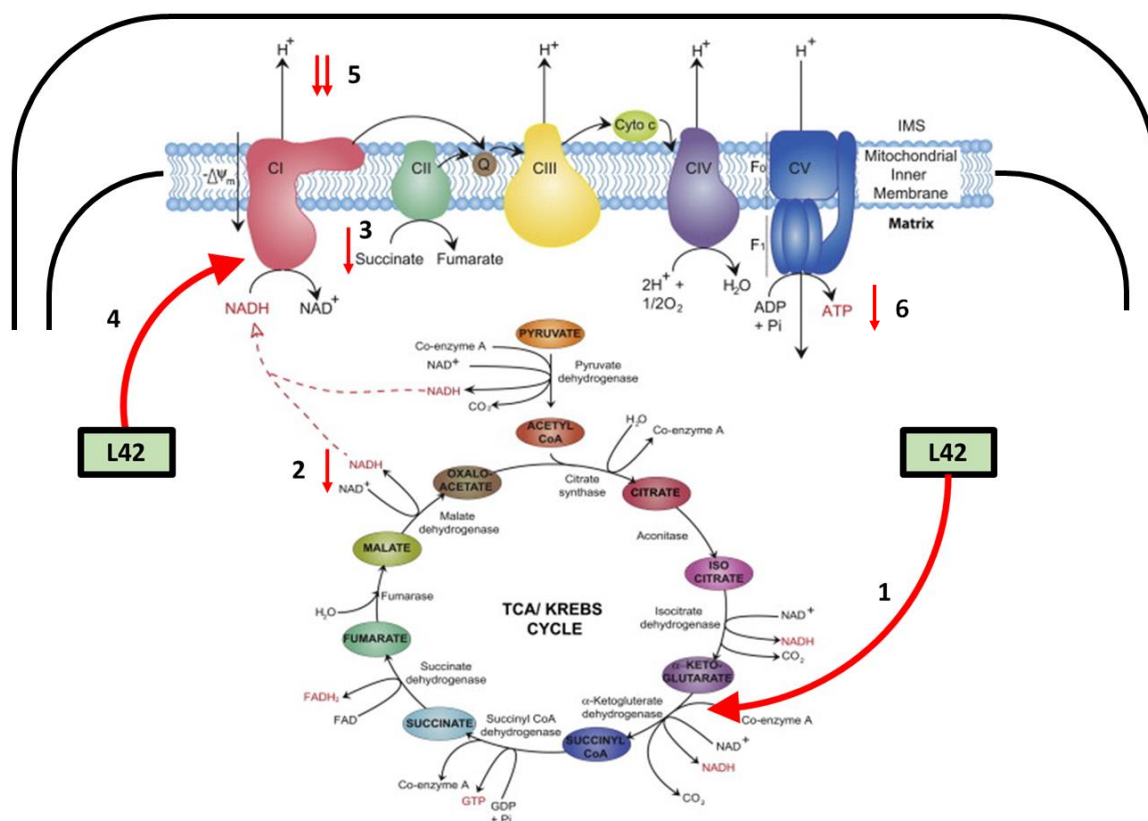 H+
5
H+
H+
H+
Cyto c
IMS
-ΔΨm
CI
CII
Q
CIII
CIV
F0
CV
Mitochondrial
Inner
Membrane
Matrix
3
Succinate
Fumarate
F1
2H+ +
1/2O2
H2O
ADP
+ Pi
ATP
6
NADH
NAD+
4
PYRUVATE
Co-enzyme A
NAD+
NADH
CO2
Pyruvate
dehydrogenase
L42
L42
ACETYL
CoA
H2O
Co-enzyme A
2
NADH
NAD+
OXALO-
ACETATE
Citrate
synthase
CITRATE
Malate
dehydrogenase
Aconitase
MALATE
ISO
CITRATE
1
H2O
Fumarase
TCA/ KREBS
CYCLE
Isocitrate
dehydrogenase
NAD+
NADH
CO2
FUMARATE
α-KETO-
GLUTARATE
Succinate
dehydrogenase
FADH2
FAD
α-Ketogluterate
dehydrogenase
Co-enzyme A
NAD+
NADH
CO2
SUCCINATE
Succinyl CoA
dehydrogenase
SUCCINYL
CoA
Co-enzyme A
GTP
GDP
+ Pi